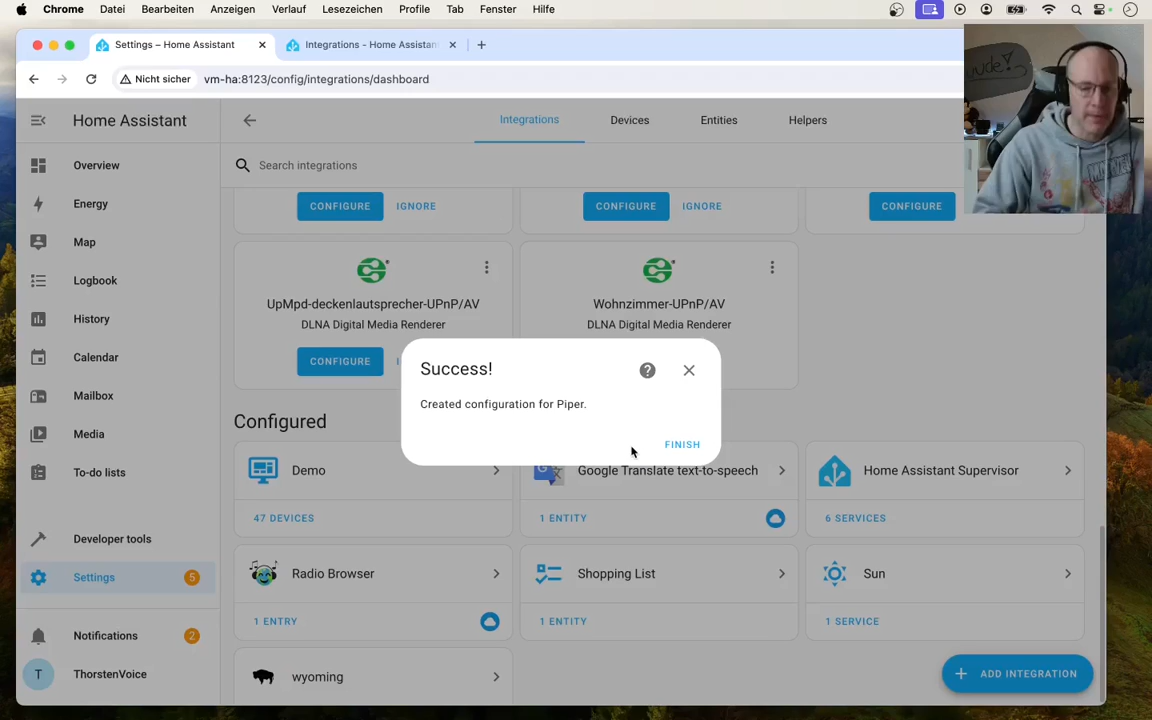 Chrome Datei Bearbeiten Darstellung Anzeigen Verlauf Lesezeichen Profile Tab Fenster Hilfe
Settings – Home Assistant
Integrations - Home Assistan
Nicht sicher
vm-ha:8123/config/integrations/dashboard
Home Assistant
Integrations
Devices
Entities
Helpers
Overview
Search integrations
Energy
CONFIGURE
IGNORE
CONFIGURE
IGNORE
CONFIGURE
Map
Logbook
UpMpd-deckenlautsprecher-UPnP/AV
DLNA Digital Media Renderer
CONFIGURE
Wohnzimmer-UPnP/AV
DLNA Digital Media Renderer
History
Calendar
Success!
Created configuration for Piper.
FINISH
Mailbox
Media
Configured
To-do lists
Demo
47 DEVICES
Google Translate text-to-speech
1 ENTITY
Home Assistant Supervisor
6 SERVICES
Developer tools
Settings
5
Radio Browser
1 ENTRY
Shopping List
1 ENTITY
Sun
1 SERVICE
Notifications
2
T
ThorstenVoice
wyoming
ADD INTEGRATION